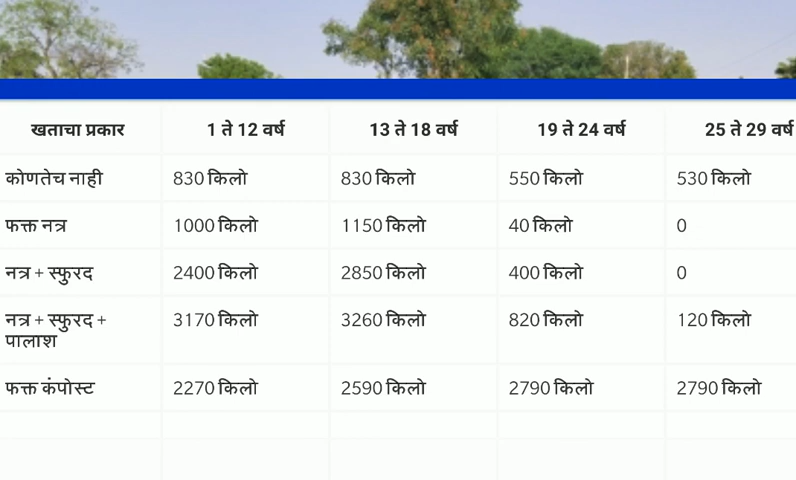 खताचा प्रकार 1 ते 12 वर्ष 13 ते 18 वर्ष 19 ते 24 वर्ष 25 ते 29 वर्ष
कोणतेच नाही 830 किलो 830 किलो 550 किलो 530 किलो
फक्त नत्र 1000 किलो 1150 किलो 40 किलो 0
नत्र + स्फुरद 2400 किलो 2850 किलो 400 किलो 0
नत्र + स्फुरद + 3170 किलो 3260 किलो 820 किलो 120 किलो
पालाश
फक्त कंपोस्ट 2270 किलो 2590 किलो 2790 किलो 2790 किलो